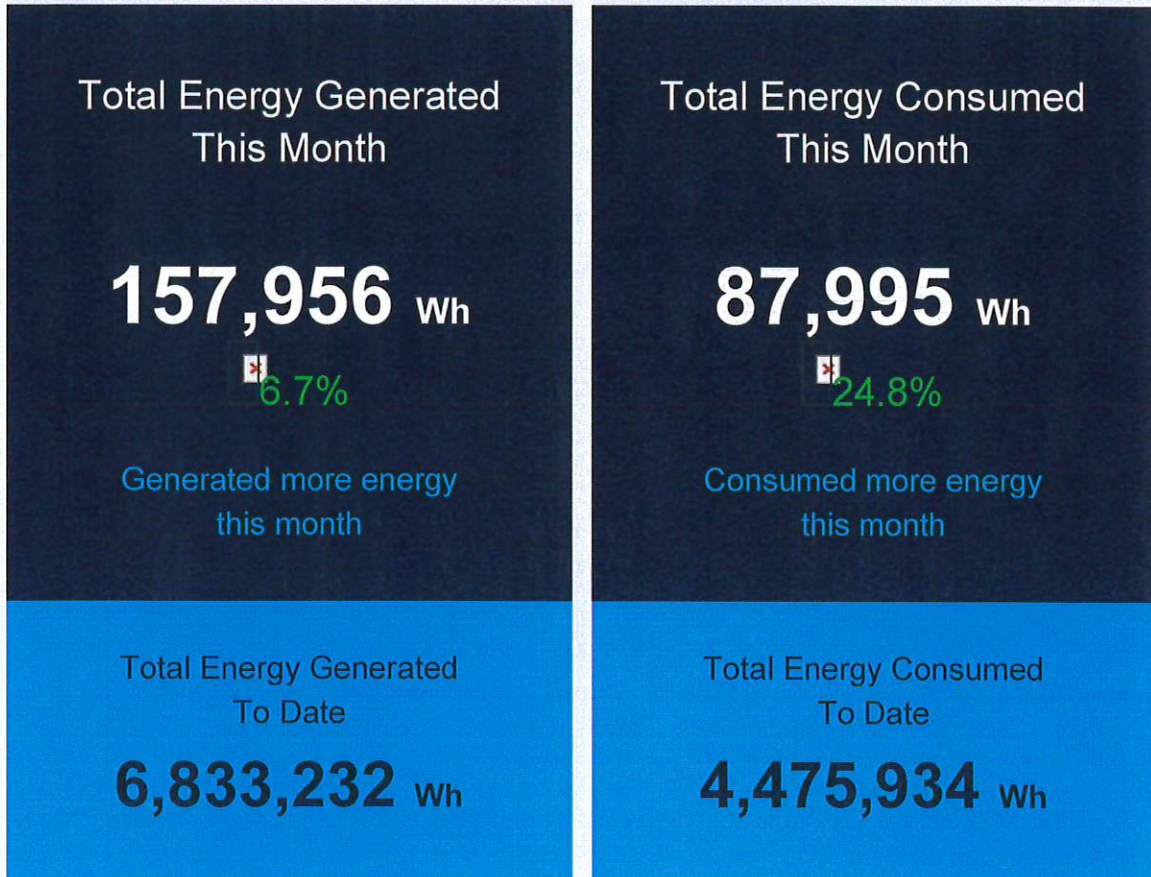 Total Energy Generated
This Month
157,956 Wh
6.7%
Generated more energy
this month
Total Energy Generated
To Date
6,833,232 Wh
Total Energy Consumed
This Month
87,995 Wh
24.8%
Consumed more energy
this month
Total Energy Consumed
To Date
4,475,934 Wh